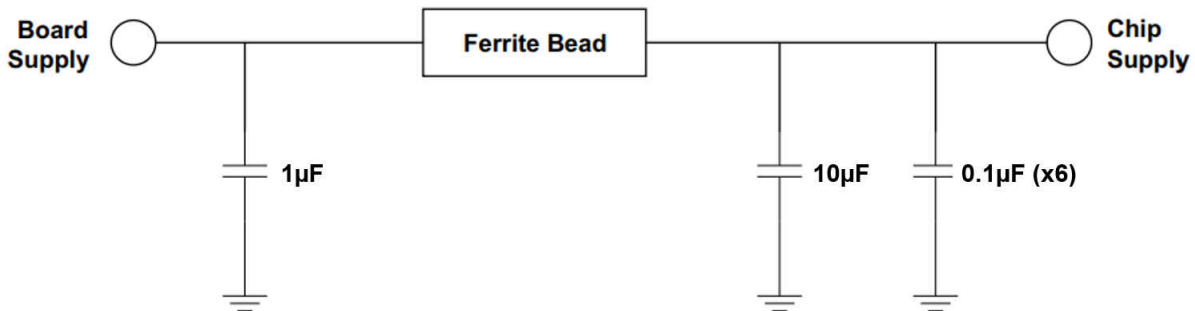 Board
Supply
Ferrite Bead
Chip
Supply
1µF
10µF
0.1µF (x6)